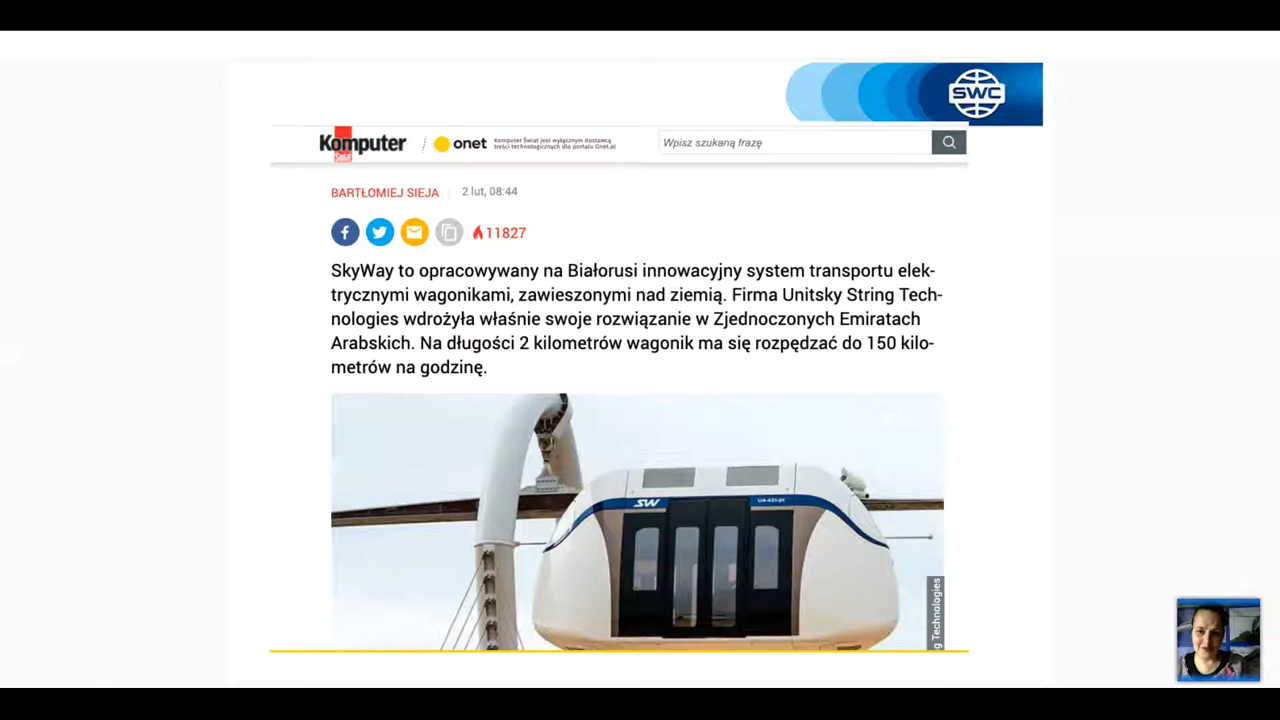 SWC
Komputer
Świat
onet
Komputer Świat jest wyłącznym dostawcą
treści technologicznych dla portalu Onet.pl
Wpisz szukaną frazę
BARTŁOMIEJ SIEJA
2 lut, 08:44
11827
SkyWay to opracowywany na Białorusi innowacyjny system transportu elek-
trycznymi wagonikami, zawieszonymi nad ziemią. Firma Unitsky String Tech-
nologies wdrożyła właśnie swoje rozwiązanie w Zjednoczonych Emiratach
Arabskich. Na długości 2 kilometrów wagonik ma się rozpędzać do 150 kilo-
metrów na godzinę.
SW
U4-431-01
g Technologies